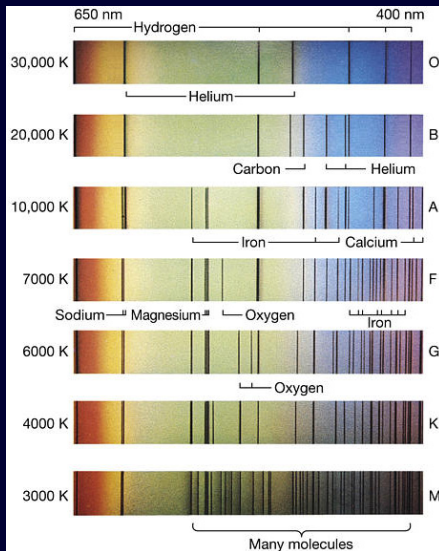 650 nm 400 nm
Hydrogen
30,000 K O
Helium
20,000 K B
Carbon Helium
10,000 K A
Iron Calcium
7000 K F
Sodium Magnesium Oxygen Iron
6000 K G
Oxygen
4000 K K
3000 K M
Many molecules